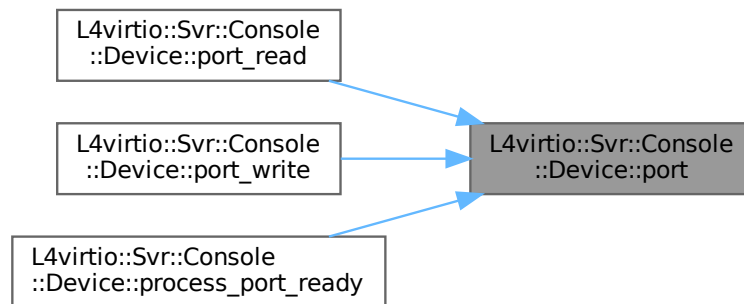 L4virtio::Svr::Console
::Device::port_read
L4virtio::Svr::Console
::Device::port_write
L4virtio::Svr::Console
::Device::process_port_ready
L4virtio::Svr::Console
::Device::port